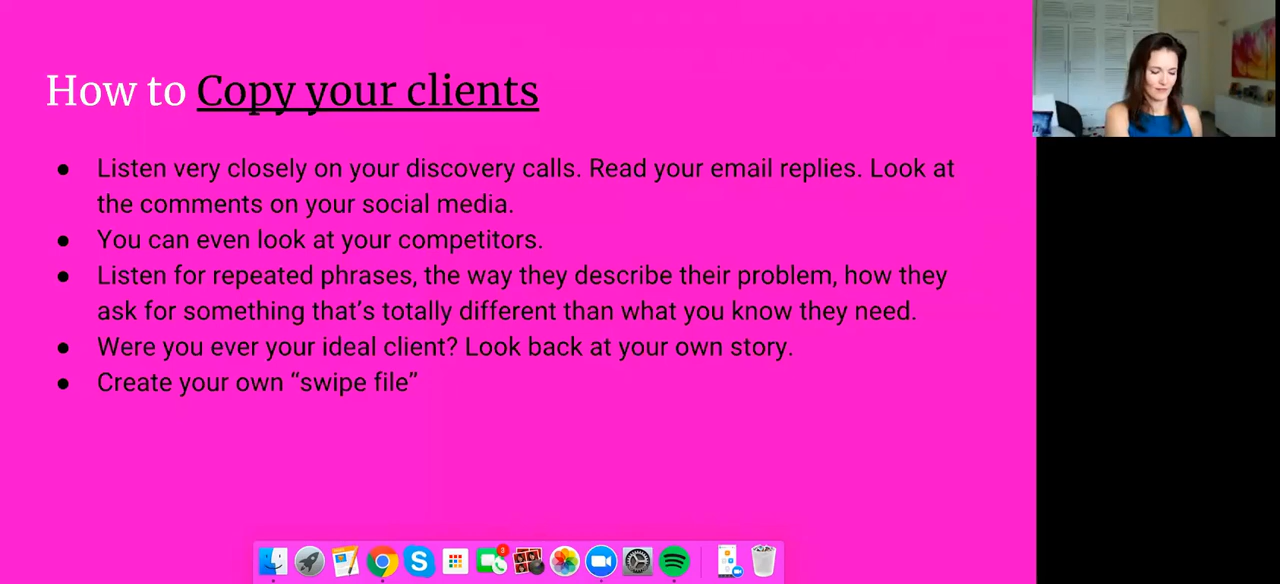 How to Copy your clients
● Listen very closely on your discovery calls. Read your email replies. Look at
the comments on your social media.
● You can even look at your competitors.
● Listen for repeated phrases, the way they describe their problem, how they
ask for something that’s totally different than what you know they need.
● Were you ever your ideal client? Look back at your own story.
● Create your own “swipe file”
3